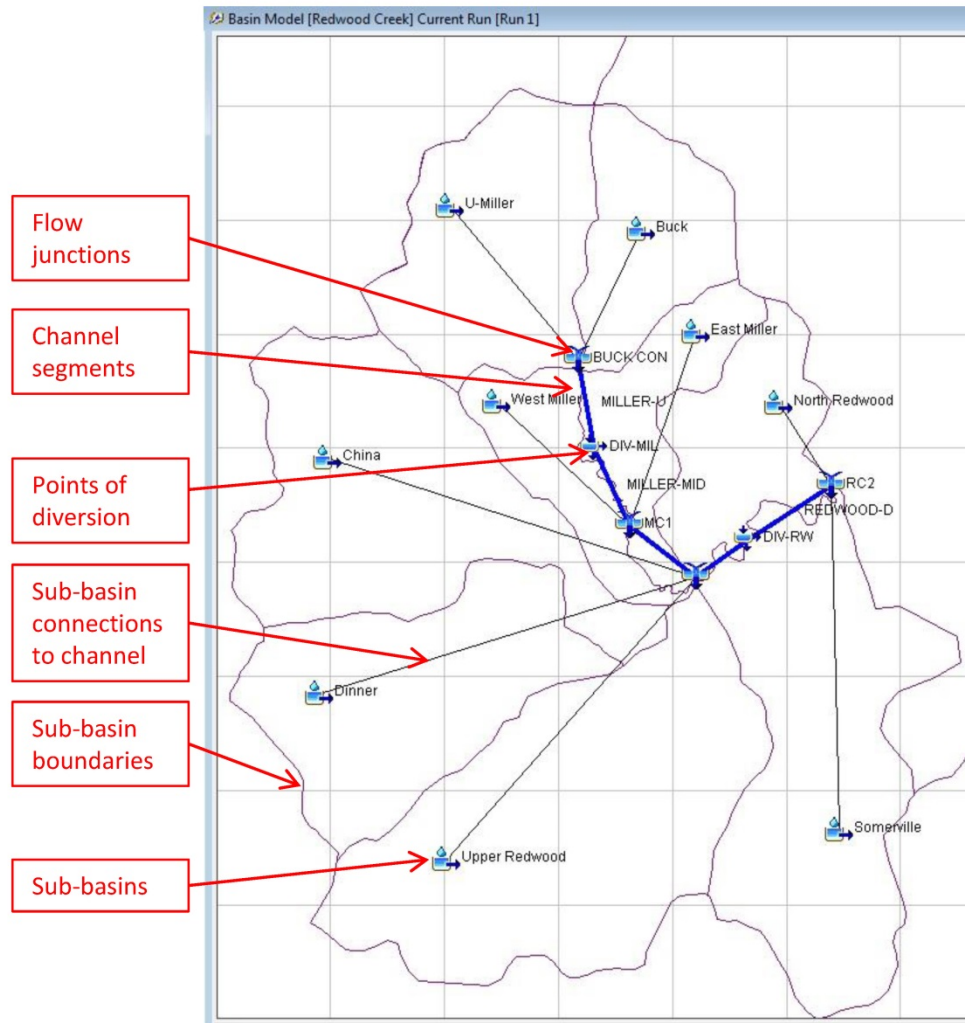 Basin Model [Redwood Creek] Current Run [Run 1]
U-Miller
Buck
Flow
junctions
East Miller
BUCK CON
Channel
segments
West Miller
MILLER-U
North Redwood
DIV-MIL
China
Points of
diversion
MILLER-MID
RC2
REDWOOD-D
MC1
DIV-RW
Sub-basin
connections
to channel
Dinner
Sub-basin
boundaries
Somerville
Upper Redwood
Sub-basins